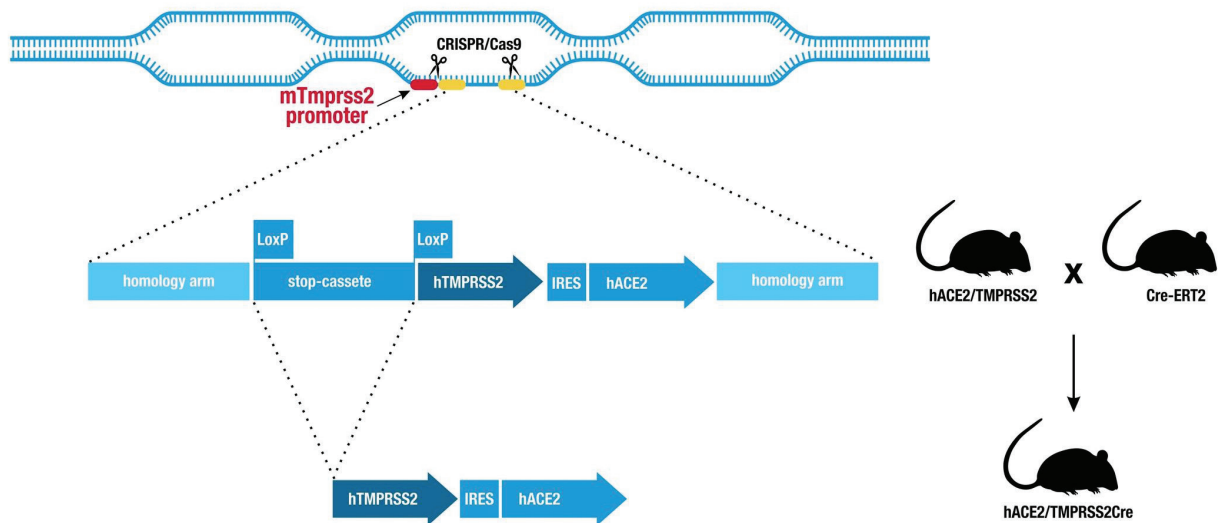 CRISPR/Cas9
mTmprss2
promoter
LoxP
LoxP
homology arm
stop-cassete
hTMPRSS2
IRES
hACE2
homology arm
hACE2/TMPRSS2
X
Cre-ERT2
hTMPRSS2
IRES
hACE2
hACE2/TMPRSS2Cre